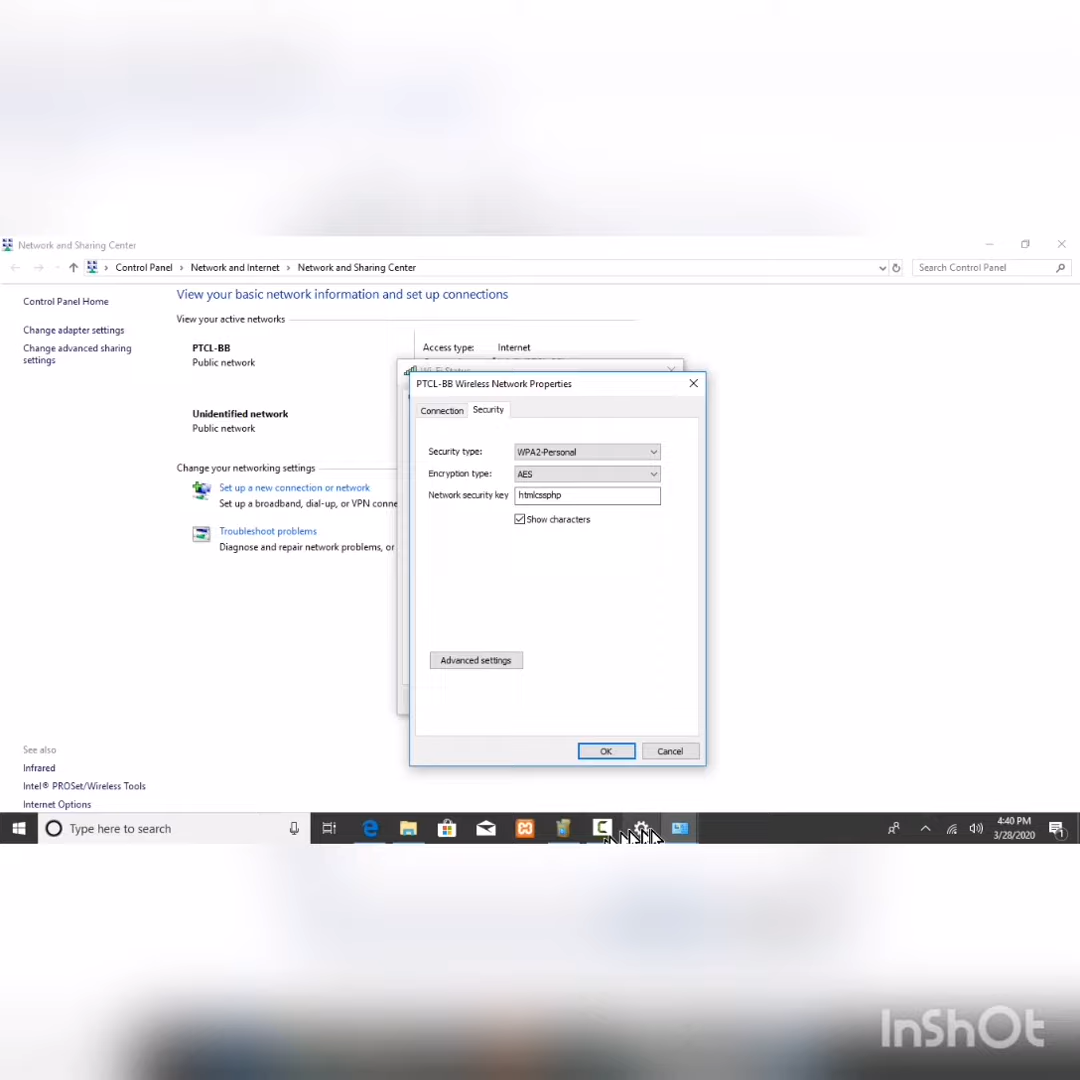 Network and Sharing Center
Control Panel › Network and Internet › Network and Sharing Center
Search Control Panel
Control Panel Home
Change adapter settings
Change advanced sharing
settings
View your basic network information and set up connections
View your active networks
PTCL-BB
Public network
Access type: Internet
Unidentified network
Public network
Change your networking settings
Set up a new connection or network
Set up a broadband, dial-up, or VPN conne
Troubleshoot problems
Diagnose and repair network problems, or
Wi-Fi Status
PTCL-BB Wireless Network Properties
Connection
Security
Security type: WPA2-Personal
Encryption type: AES
Network security key htmlcssphp
Show characters
Advanced settings
OK
Cancel
See also
Infrared
Intel® PROSet/Wireless Tools
Internet Options
Type here to search
4:40 PM
3/28/2020
1
InShOt